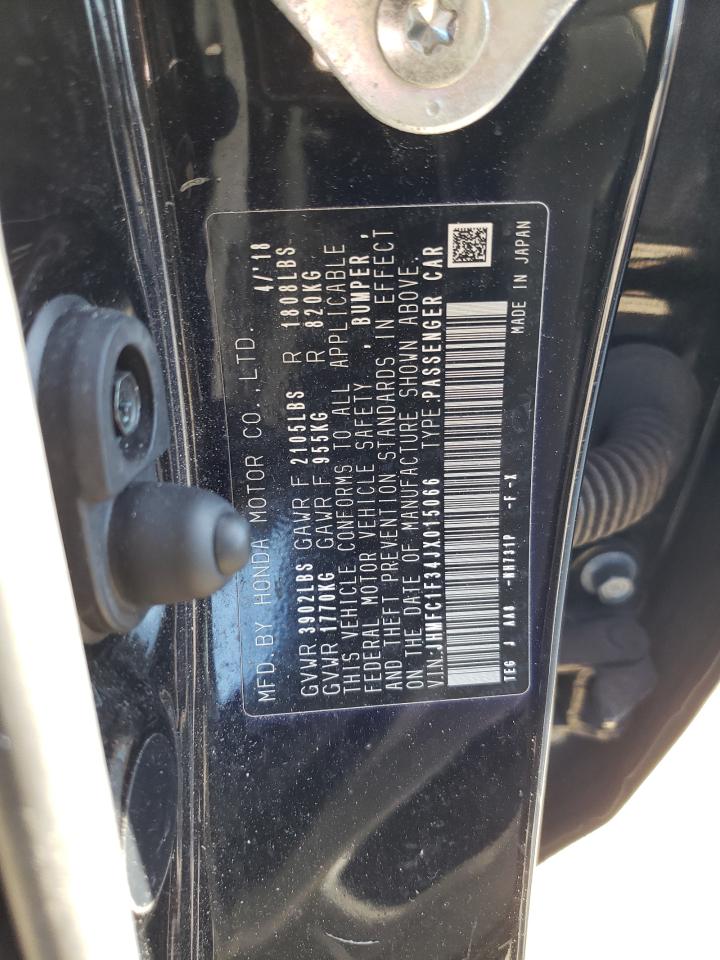 MFD. BY HONDA MOTOR CO., LTD. 4/'18
GVWR 3902LBS GAWR F 2105LBS R 1808LBS
GVWR 1770KG GAWR F 955KG R 820KG
THIS VEHICLE CONFORMS TO ALL APPLICABLE
FEDERAL MOTOR VEHICLE SAFETY , BUMPER,
AND THEFT PREVENTION STANDARDS IN EFFECT
ON THE DATE OF MANUFACTURE SHOWN ABOVE.
V.I.N:JHMFC1F34JX015066 TYPE:PASSENGER CAR
TEG J AAA -NH731P -F-X MADE IN JAPAN